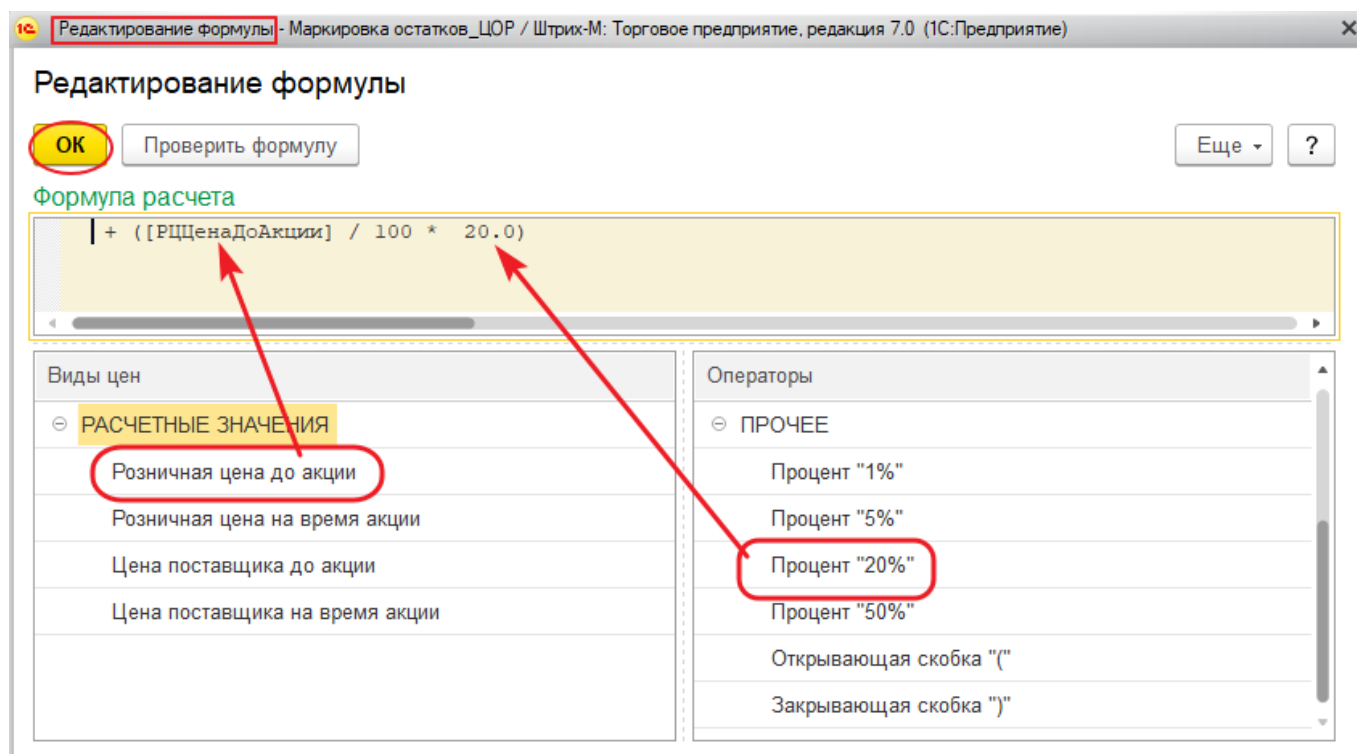 1С Редактирование формулы - Маркировка остатков_ЦОР / Штрих-М: Торговое предприятие, редакция 7.0 (1С:Предприятие) ×
Редактирование формулы
ОК Проверить формулу Еще ?
Формула расчета
+ ([РЦЦенаДоАкции] / 100 * 20.0)
Виды цен
РАСЧЕТНЫЕ ЗНАЧЕНИЯ
Розничная цена до акции
Розничная цена на время акции
Цена поставщика до акции
Цена поставщика на время акции
Операторы
ПРОЧЕЕ
Процент "1%"
Процент "5%"
Процент "20%"
Процент "50%"
Открывающая скобка "("
Закрывающая скобка ")"